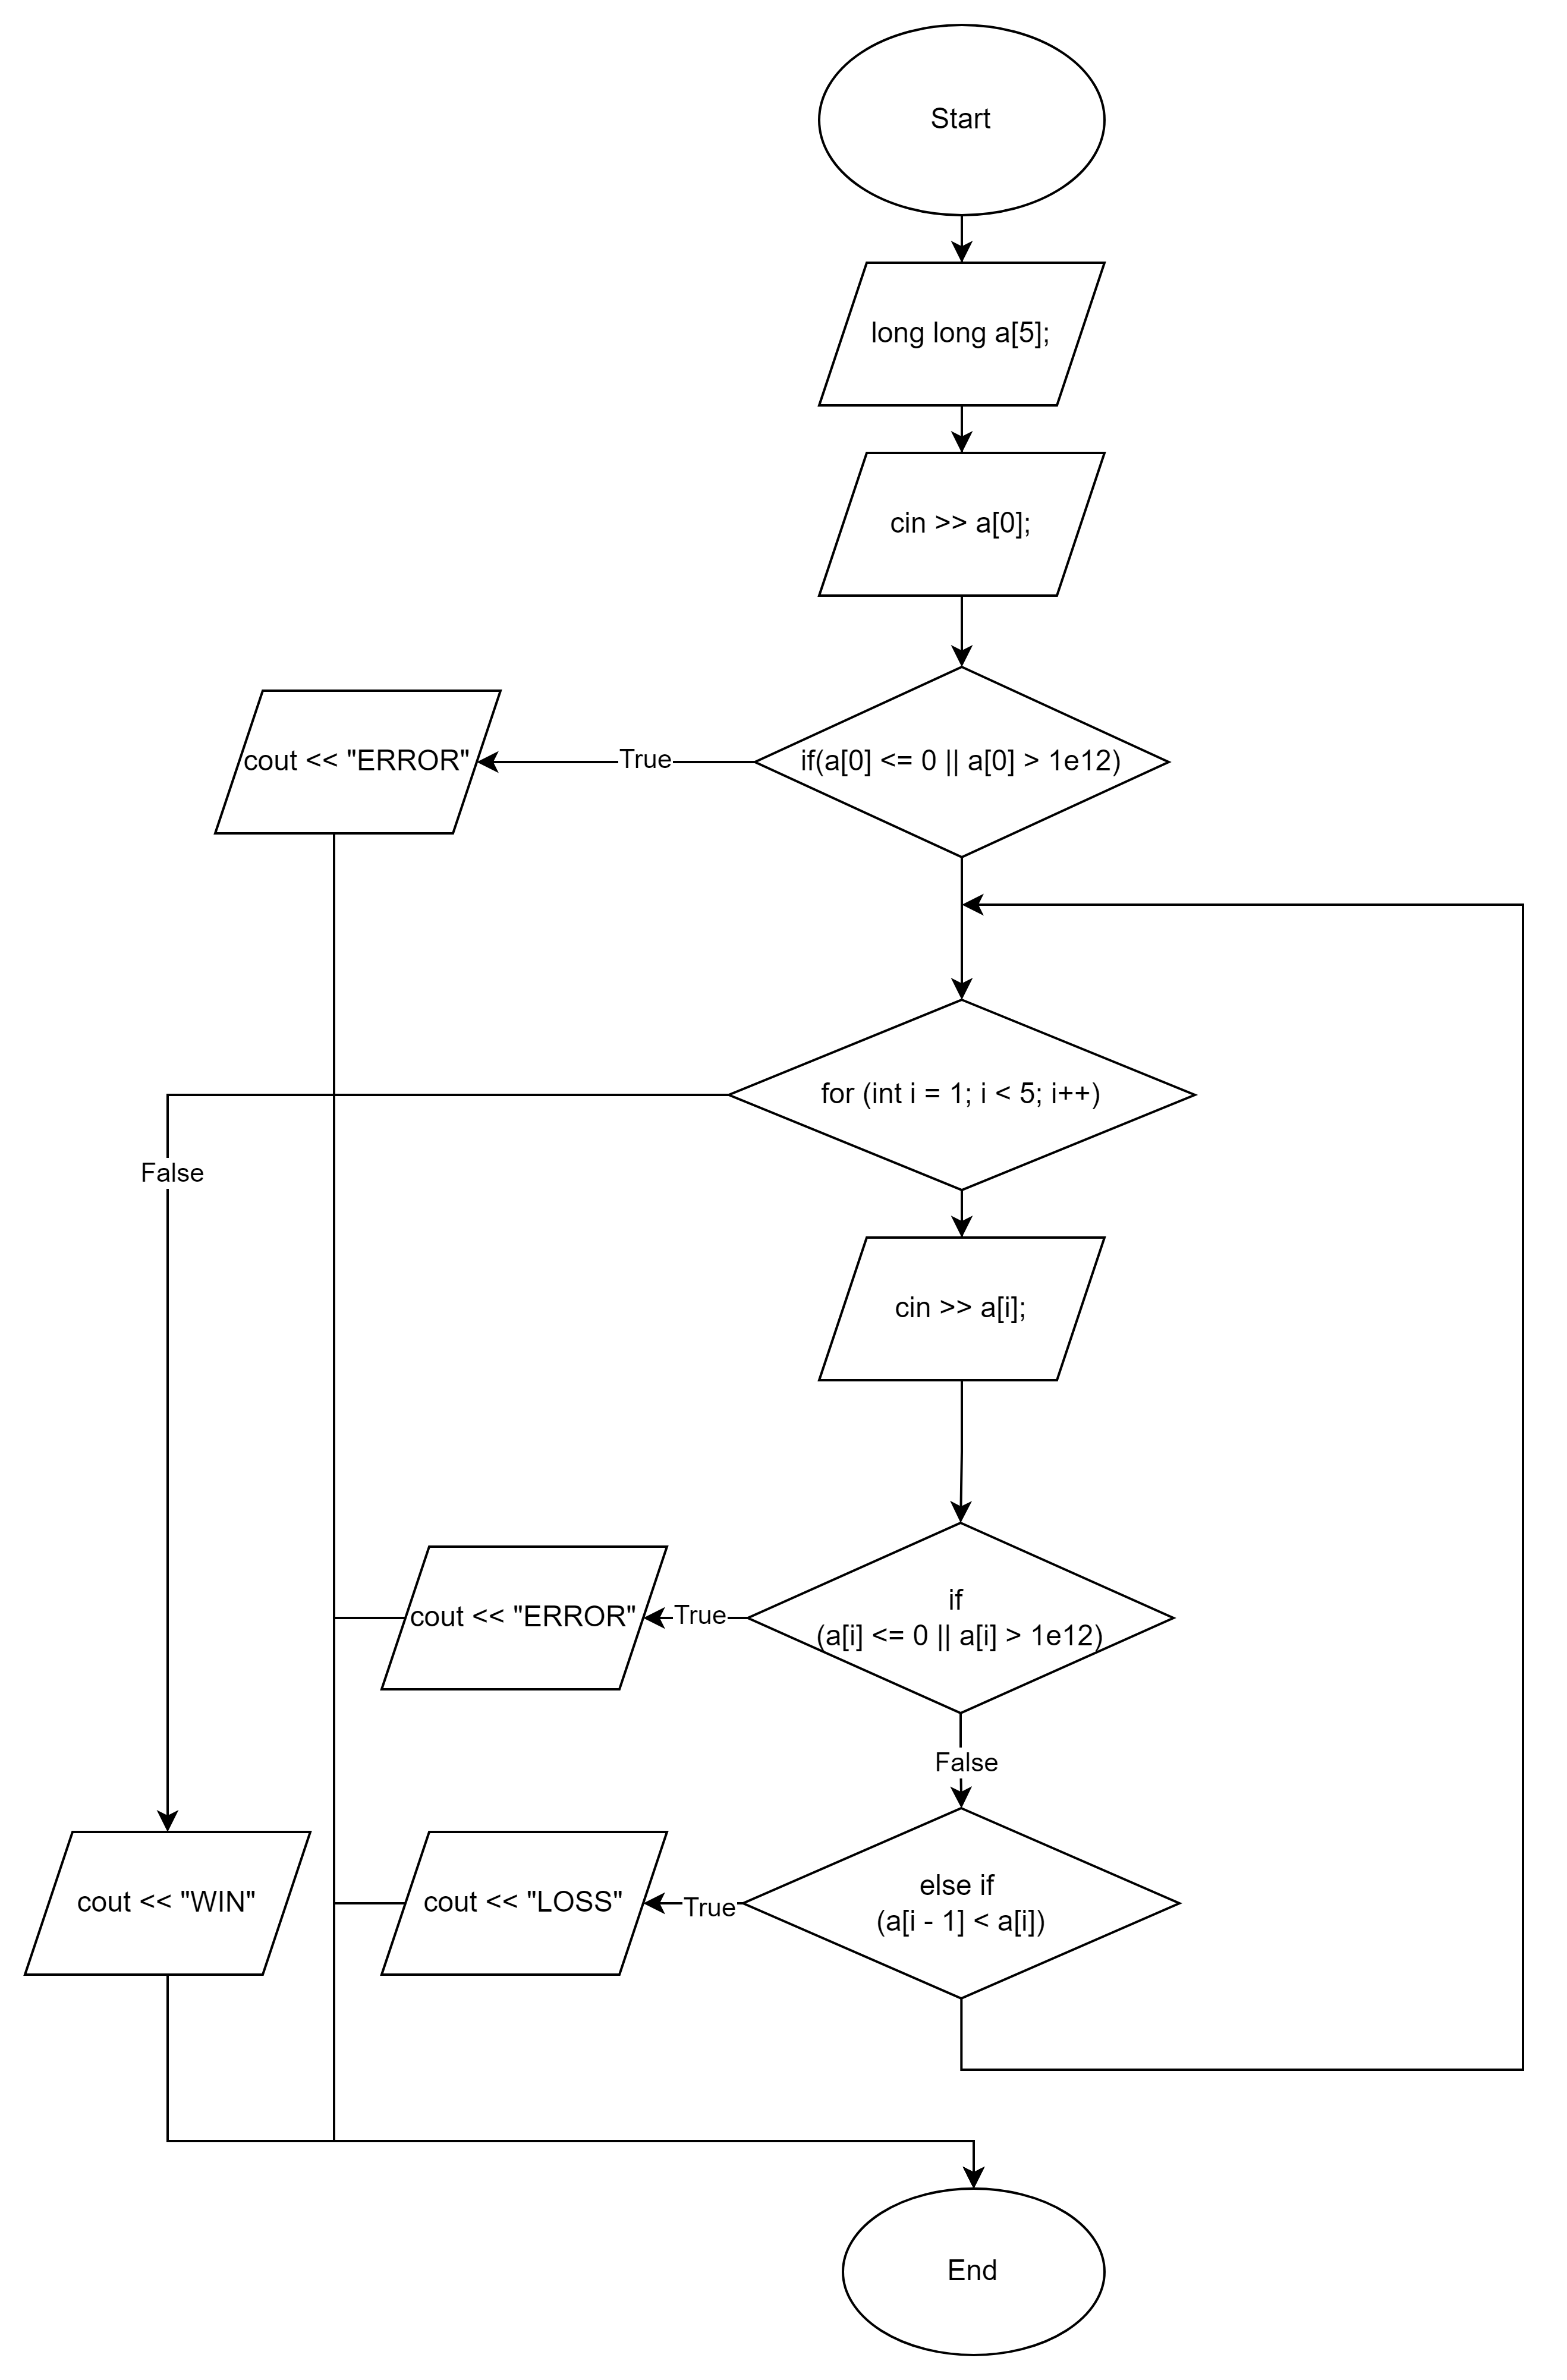 Start
long long a[5];
cin >> a[0];
cout << "ERROR"
True
if(a[0] <= 0 || a[0] > 1e12)
for (int i = 1; i < 5; i++)
False
cin >> a[i];
cout << "ERROR"
True
if
(a[i] <= 0 || a[i] > 1e12)
False
cout << "WIN"
cout << "LOSS"
True
else if
(a[i - 1] < a[i])
End